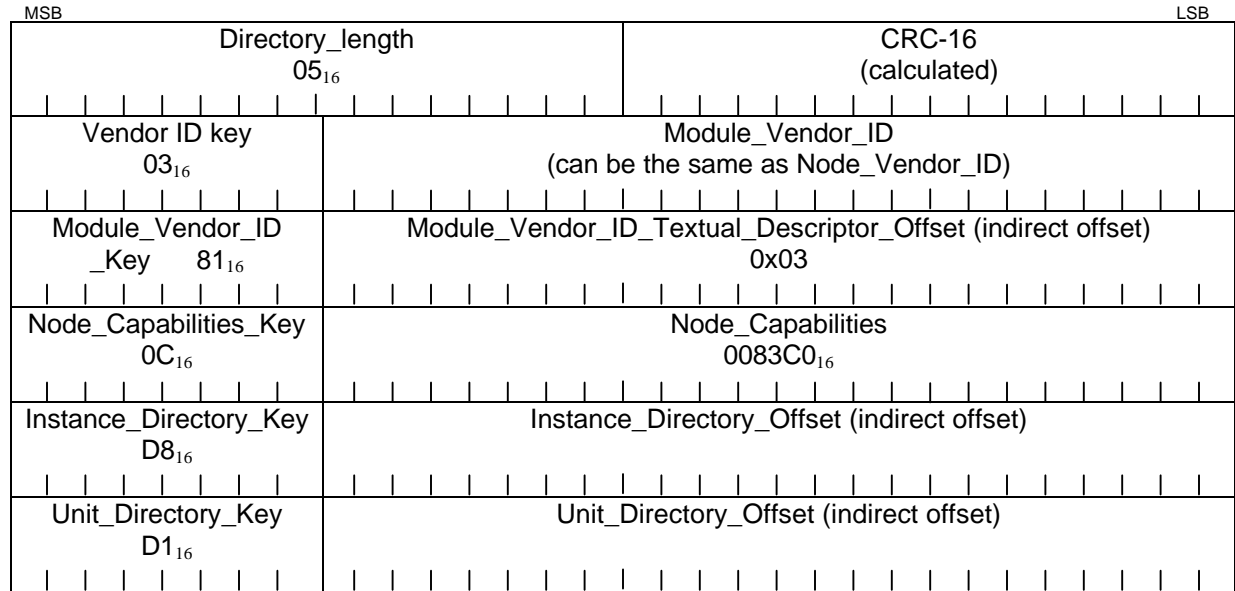 MSB LSB
Directory_length CRC-16
05₁₆ (calculated)
Vendor ID key Module_Vendor_ID
03₁₆ (can be the same as Node_Vendor_ID)
Module_Vendor_ID Module_Vendor_ID_Textual_Descriptor_Offset (indirect offset)
_Key 81₁₆ 0x03
Node_Capabilities_Key Node_Capabilities
0C₁₆ 0083C0₁₆
Instance_Directory_Key Instance_Directory_Offset (indirect offset)
D8₁₆
Unit_Directory_Key Unit_Directory_Offset (indirect offset)
D1₁₆